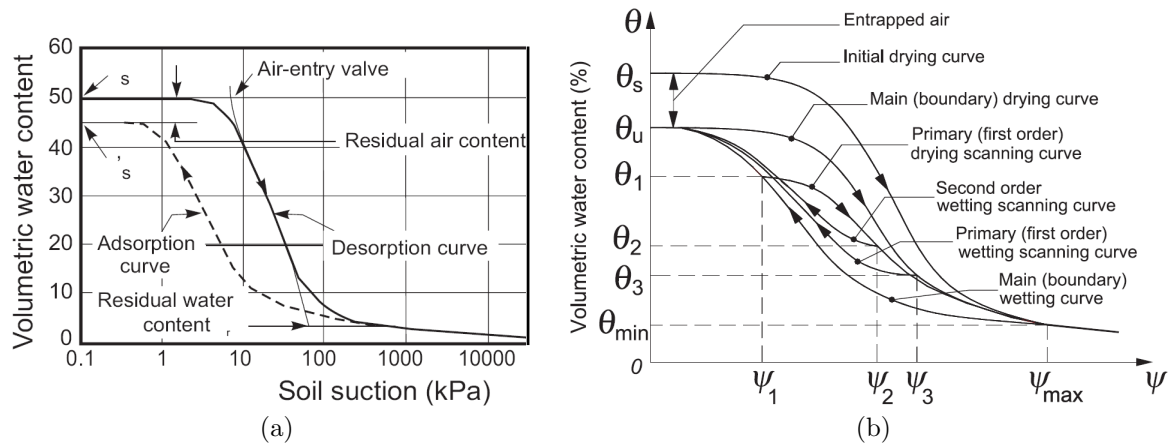 Volumetric water content
60
50
40
30
20
10
0
s
,
s
Air-entry valve
Residual air content
Adsorption
curve
Desorption curve
Residual water
content r
0.1
1
10
100
1000
10000
Soil suction (kPa)
(a)
Volumetric water content (%)
θ
θs
θu
θ1
θ2
θ3
θmin
0
Entrapped air
Initial drying curve
Main (boundary) drying curve
Primary (first order)
drying scanning curve
Second order
wetting scanning curve
Primary (first order)
wetting scanning curve
Main (boundary)
wetting curve
ψ1
ψ2
ψ3
ψmax
ψ
(b)